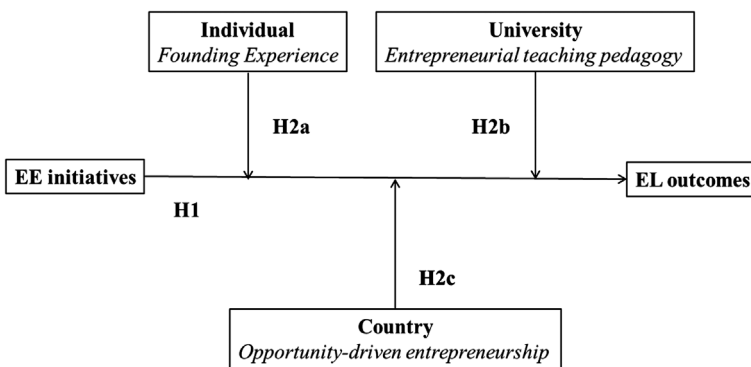 Individual
Founding Experience
University
Entrepreneurial teaching pedagogy
H2a
H2b
EE initiatives
EL outcomes
H1
H2c
Country
Opportunity-driven entrepreneurship